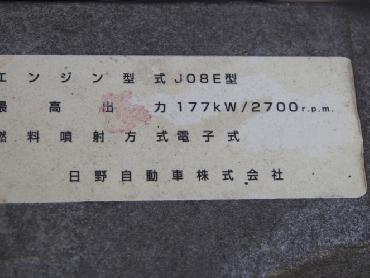 エンジン型式J08E型
最高出力177kW/2700r.p.m.
燃料噴射方式電子式
日野自動車株式会社